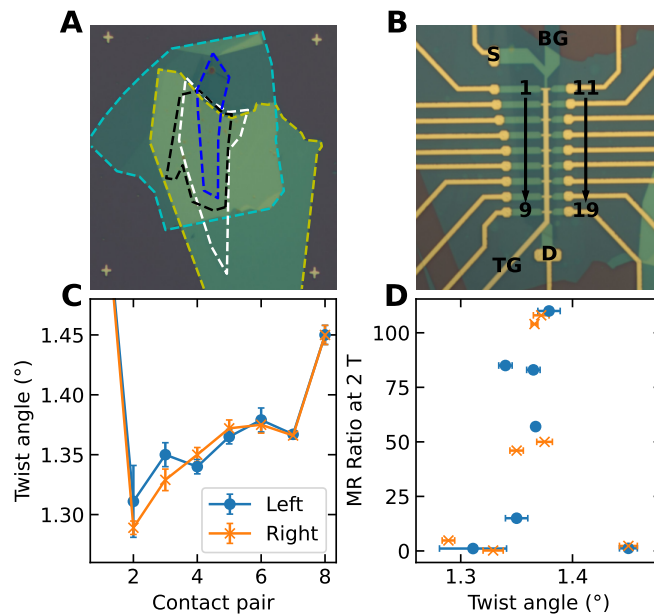 A
B
BG
S
1
11
9
19
D
TG
C
Twist angle (°)
1.45
1.40
1.35
1.30
Left
Right
2
4
6
8
Contact pair
D
MR Ratio at 2 T
100
75
50
25
0
1.3
1.4
Twist angle (°)